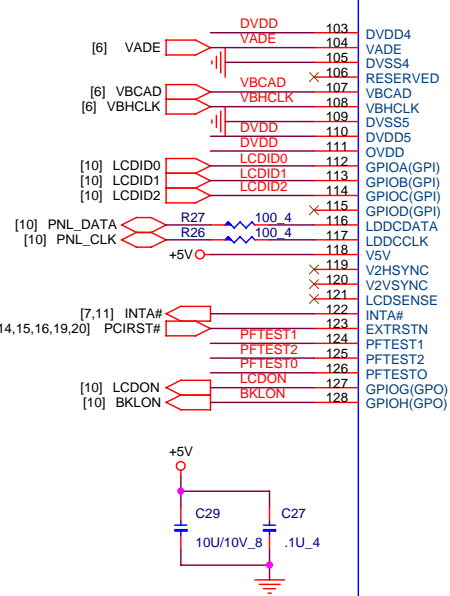 DVDD 103 DVDD4
[6] VADE VADE 104 VADE
105 DVSS4
106 RESERVED
[6] VBCAD VBCAD 107 VBCAD
[6] VBHCLK VBHCLK 108 VBHCLK
109 DVSS5
DVDD 110 DVDD5
DVDD 111 OVDD
[10] LCDID0 LCDID0 112 GPIOA(GPI)
[10] LCDID1 LCDID1 113 GPIOB(GPI)
[10] LCDID2 LCDID2 114 GPIOC(GPI)
115 GPIOD(GPI)
[10] PNL_DATA R27 100_4 116 LDDCDATA
[10] PNL_CLK R26 100_4 117 LDDCCLK
+5V 118 V5V
119 V2HSYNC
120 V2VSYNC
121 LCDSENSE
[7,11] INTA# 122 INTA#
14,15,16,19,20] PCIRST# 123 EXTRSTN
PFTEST1 124 PFTEST1
PFTEST2 125 PFTEST2
PFTEST0 126 PFTESTO
[10] LCDON LCDON 127 GPIOG(GPO)
[10] BKLON BKLON 128 GPIOH(GPO)
+5V
C29 C27
10U/10V_8 .1U_4